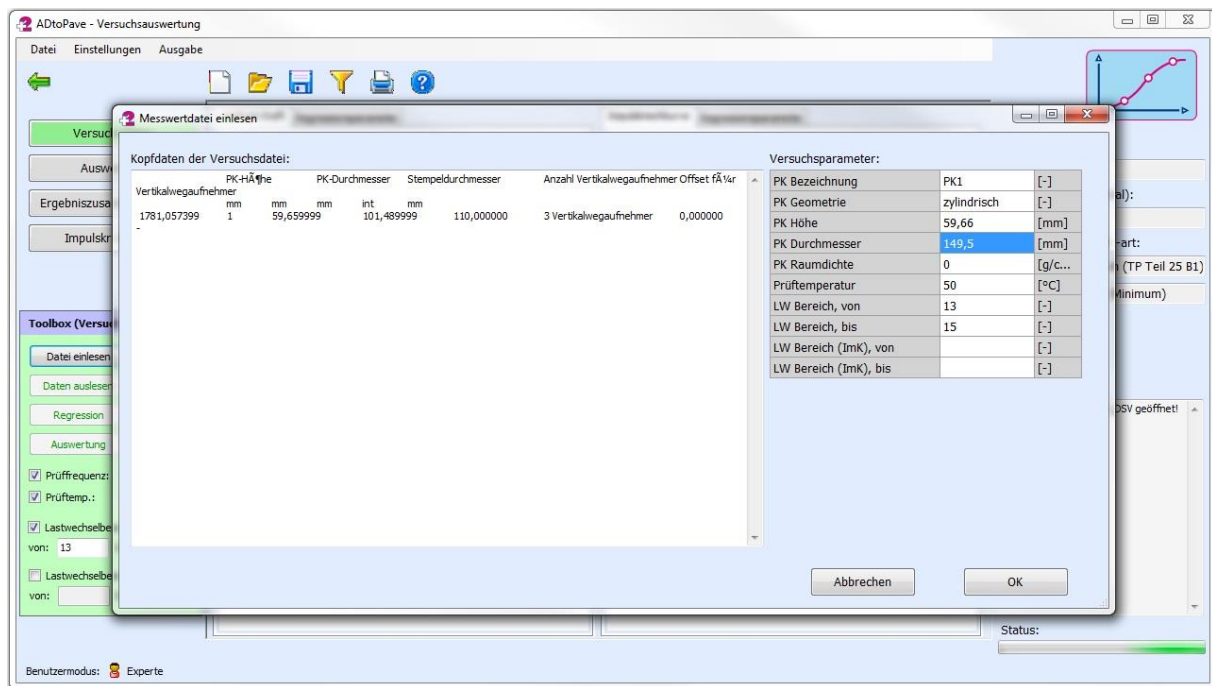 ADtoPave - Versuchsauswertung
Datei Einstellungen Ausgabe
Messwertdatei einlesen
Versuc
Ausw
Ergebniszusa
Impulskr
Toolbox (Versu
Datei einlesen
Daten auslesen
Regression
Auswertung
Prüffrequenz:
Prüftemp.:
Lastwechselbe
von: 13
Lastwechselbe
von:
Kopfdaten der Versuchsdatei:
PK-HÃ¶he PK-Durchmesser Stempeldurchmesser Anzahl Vertikalwegaufnehmer Offset fÃ¼r
Vertikalwegaufnehmer
mm mm mm int mm
1781,057399 1 59,659999 101,489999 110,000000 3 Vertikalwegaufnehmer 0,000000
-
Versuchsparameter:
PK Bezeichnung PK1 [-]
PK Geometrie zylindrisch [-]
PK Höhe 59,66 [mm]
PK Durchmesser 149,5 [mm]
PK Raumdichte 0 [g/c...
Prüftemperatur 50 [°C]
LW Bereich, von 13 [-]
LW Bereich, bis 15 [-]
LW Bereich (ImK), von [-]
LW Bereich (ImK), bis [-]
Abbrechen OK
al):
-art:
(TP Teil 25 B1)
Minimum)
DSV geöffnet!
Status:
Benutzermodus: Experte